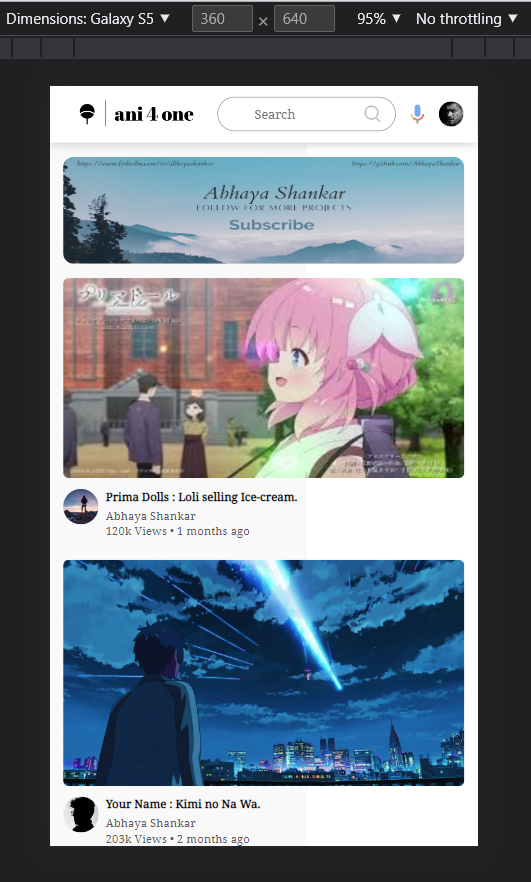 Dimensions: Galaxy S5 ▼ 360 × 640 95% ▼ No throttling ▼
ani 4 one Search
https://www.linkedin.com/in/abhayashankar https://github.com/AbhayaShankar
Abhaya Shankar
FOLLOW FOR MORE PROJECTS
Subscribe
プリマドール
Prima Dolls : Loli selling Ice-cream.
Abhaya Shankar
120k Views • 1 months ago
Your Name : Kimi no Na Wa.
Abhaya Shankar
203k Views • 2 months ago